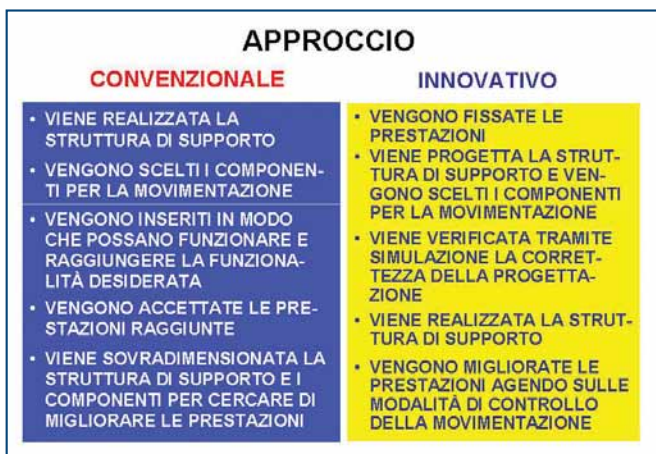 APPROCCIO
CONVENZIONALE
• VIENE REALIZZATA LA
STRUTTURA DI SUPPORTO
• VENGONO SCELTI I COMPONEN-
TI PER LA MOVIMENTAZIONE
• VENGONO INSERITI IN MODO
CHE POSSANO FUNZIONARE E
RAGGIUNGERE LA FUNZIONA-
LITÀ DESIDERATA
• VENGONO ACCETTATE LE PRE-
STAZIONI RAGGIUNTE
• VIENE SOVRADIMENSIONATA LA
STRUTTURA DI SUPPORTO E I
COMPONENTI PER CERCARE DI
MIGLIORARE LE PRESTAZIONI
INNOVATIVO
• VENGONO FISSATE LE
PRESTAZIONI
• VIENE PROGETTA LA STRUT-
TURA DI SUPPORTO E VEN-
GONO SCELTI I COMPONENTI
PER LA MOVIMENTAZIONE
• VIENE VERIFICATA TRAMITE
SIMULAZIONE LA CORRET-
TEZZA DELLA PROGETTA-
ZIONE
• VIENE REALIZZATA LA STRUT-
TURA DI SUPPORTO
• VENGONO MIGLIORATE LE
PRESTAZIONI AGENDO SULLE
MODALITÀ DI CONTROLLO
DELLA MOVIMENTAZIONE